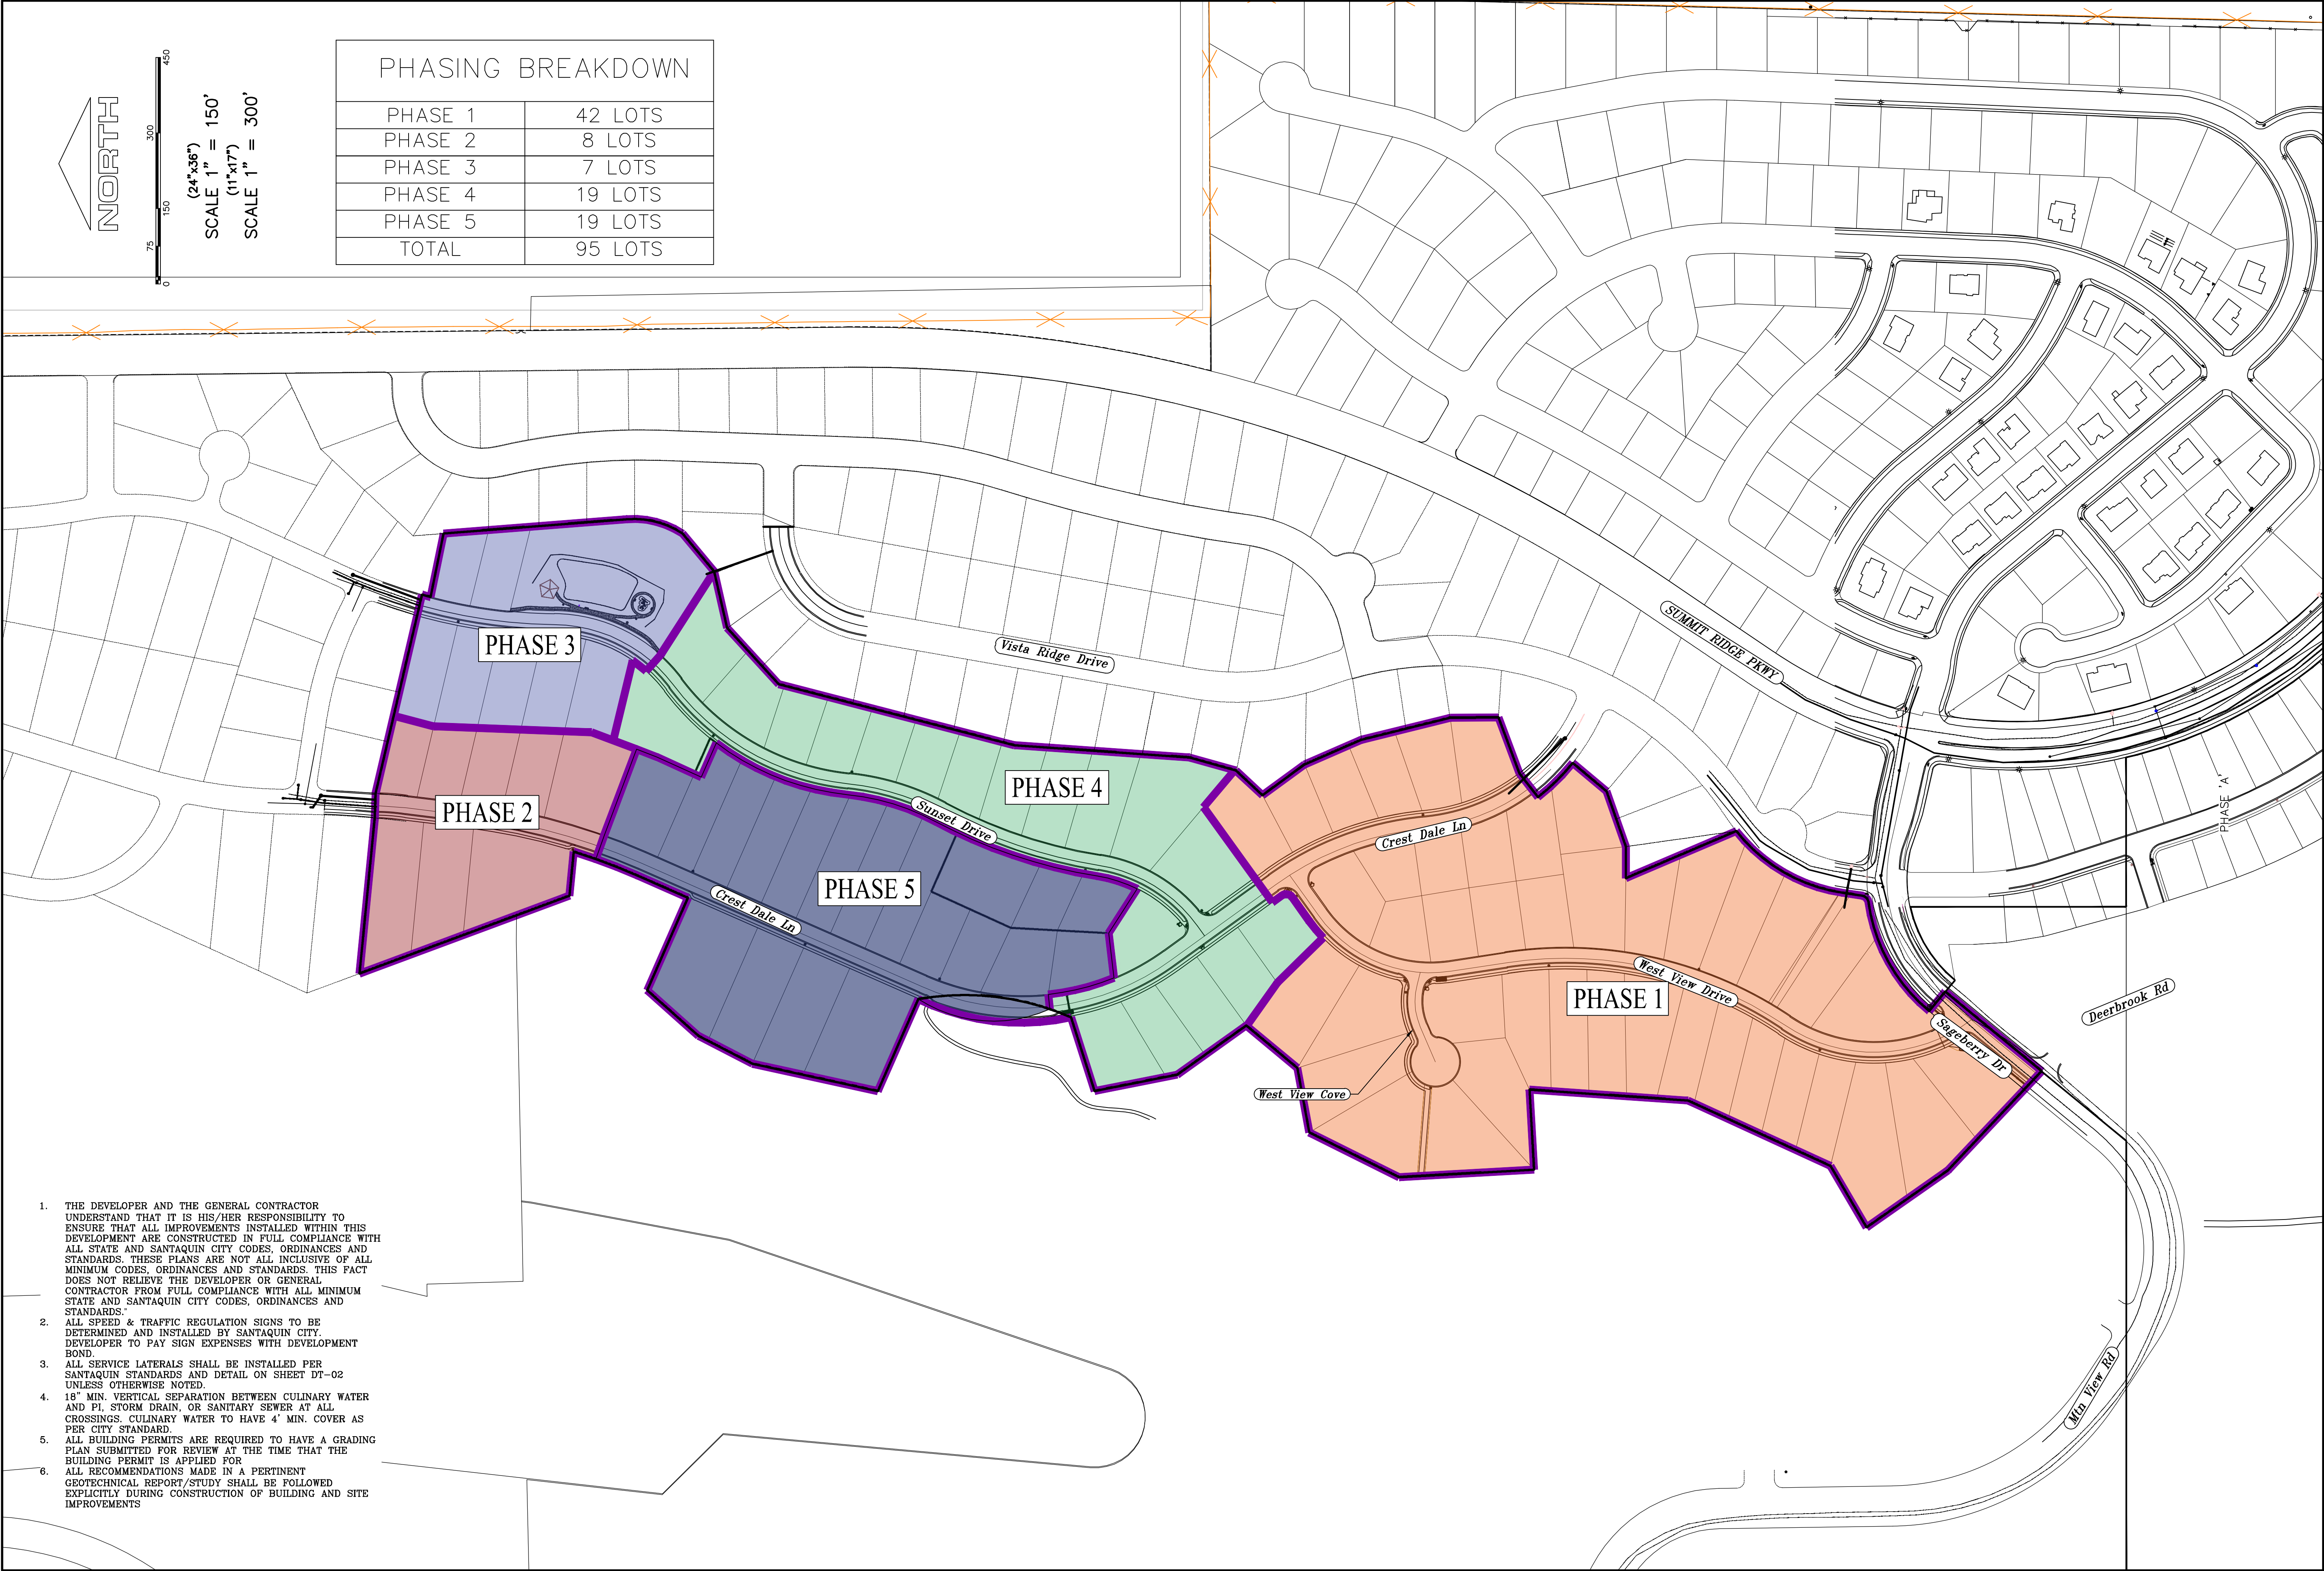 NORTH
0 75 150 300 450
(24"x36")
SCALE 1" = 150'
(11"x17")
SCALE 1" = 300'
PHASING BREAKDOWN
PHASE 1 42 LOTS
PHASE 2 8 LOTS
PHASE 3 7 LOTS
PHASE 4 19 LOTS
PHASE 5 19 LOTS
TOTAL 95 LOTS
SUMMIT RIDGE PKWY
Vista Ridge Drive
PHASE 3
PHASE 4
PHASE 2
Sunset Drive
Crest Dale Ln
PHASE 'A'
PHASE 5
Crest Dale Ln
West View Drive
PHASE 1
Deerbrook Rd
Sageberry Dr
West View Cove
Mtn View Rd
1. THE DEVELOPER AND THE GENERAL CONTRACTOR
UNDERSTAND THAT IT IS HIS/HER RESPONSIBILITY TO
ENSURE THAT ALL IMPROVEMENTS INSTALLED WITHIN THIS
DEVELOPMENT ARE CONSTRUCTED IN FULL COMPLIANCE WITH
ALL STATE AND SANTAQUIN CITY CODES, ORDINANCES AND
STANDARDS. THESE PLANS ARE NOT ALL INCLUSIVE OF ALL
MINIMUM CODES, ORDINANCES AND STANDARDS. THIS FACT
DOES NOT RELIEVE THE DEVELOPER OR GENERAL
CONTRACTOR FROM FULL COMPLIANCE WITH ALL MINIMUM
STATE AND SANTAQUIN CITY CODES, ORDINANCES AND
STANDARDS."
2. ALL SPEED & TRAFFIC REGULATION SIGNS TO BE
DETERMINED AND INSTALLED BY SANTAQUIN CITY.
DEVELOPER TO PAY SIGN EXPENSES WITH DEVELOPMENT
BOND.
3. ALL SERVICE LATERALS SHALL BE INSTALLED PER
SANTAQUIN STANDARDS AND DETAIL ON SHEET DT-02
UNLESS OTHERWISE NOTED.
4. 18" MIN. VERTICAL SEPARATION BETWEEN CULINARY WATER
AND PI, STORM DRAIN, OR SANITARY SEWER AT ALL
CROSSINGS. CULINARY WATER TO HAVE 4' MIN. COVER AS
PER CITY STANDARD.
5. ALL BUILDING PERMITS ARE REQUIRED TO HAVE A GRADING
PLAN SUBMITTED FOR REVIEW AT THE TIME THAT THE
BUILDING PERMIT IS APPLIED FOR
6. ALL RECOMMENDATIONS MADE IN A PERTINENT
GEOTECHNICAL REPORT/STUDY SHALL BE FOLLOWED
EXPLICITLY DURING CONSTRUCTION OF BUILDING AND SITE
IMPROVEMENTS